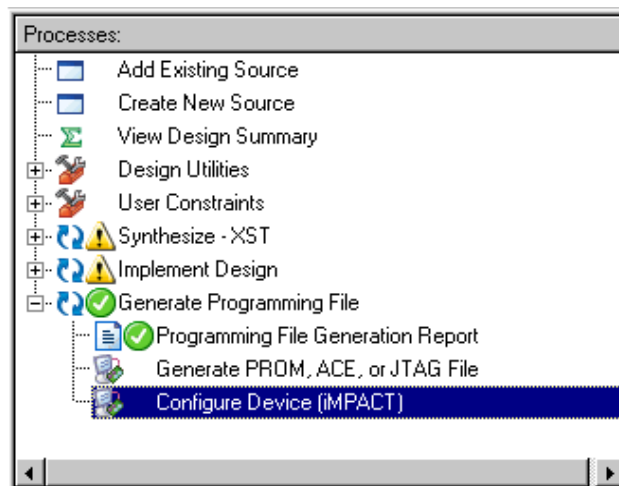 Processes:
Add Existing Source
Create New Source
View Design Summary
Design Utilities
User Constraints
Synthesize - XST
Implement Design
Generate Programming File
Programming File Generation Report
Generate PROM, ACE, or JTAG File
Configure Device (iMPACT)